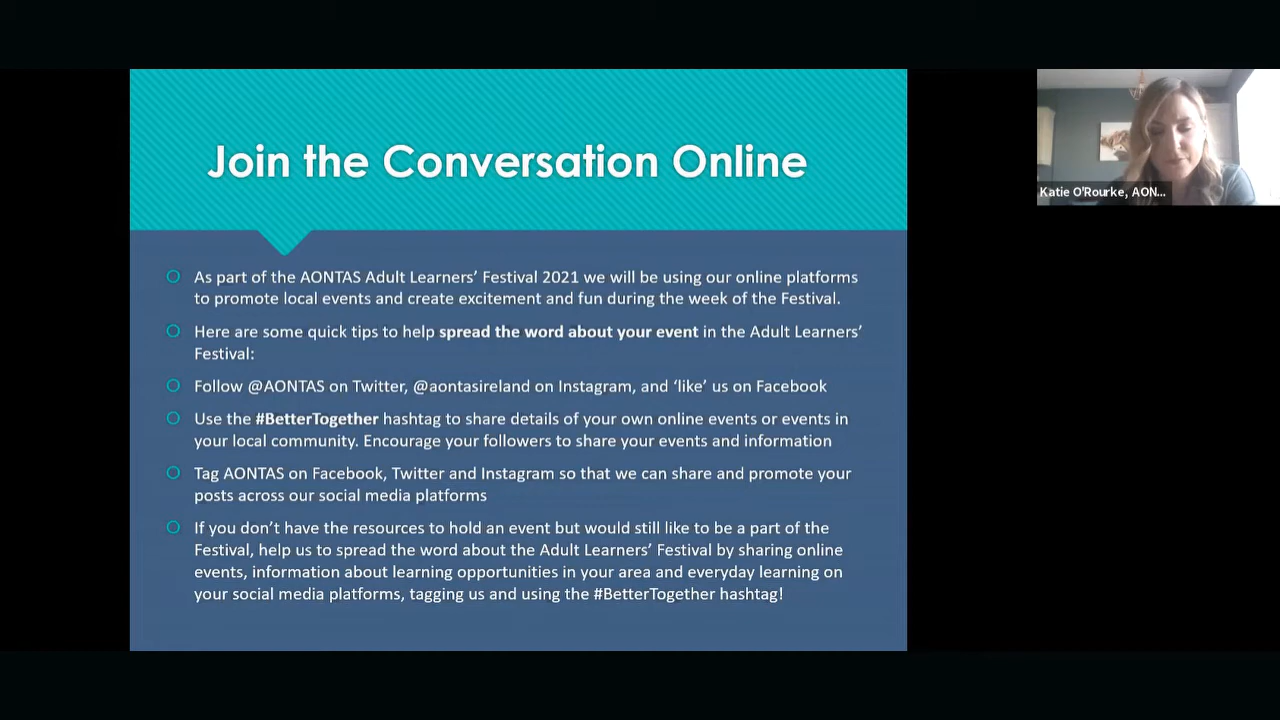 Join the Conversation Online
As part of the AONTAS Adult Learners’ Festival 2021 we will be using our online platforms
to promote local events and create excitement and fun during the week of the Festival.
Here are some quick tips to help spread the word about your event in the Adult Learners’
Festival:
Follow @AONTAS on Twitter, @aontasireland on Instagram, and ‘like’ us on Facebook
Use the #BetterTogether hashtag to share details of your own online events or events in
your local community. Encourage your followers to share your events and information
Tag AONTAS on Facebook, Twitter and Instagram so that we can share and promote your
posts across our social media platforms
If you don’t have the resources to hold an event but would still like to be a part of the
Festival, help us to spread the word about the Adult Learners’ Festival by sharing online
events, information about learning opportunities in your area and everyday learning on
your social media platforms, tagging us and using the #BetterTogether hashtag!
Katie O'Rourke, AON...